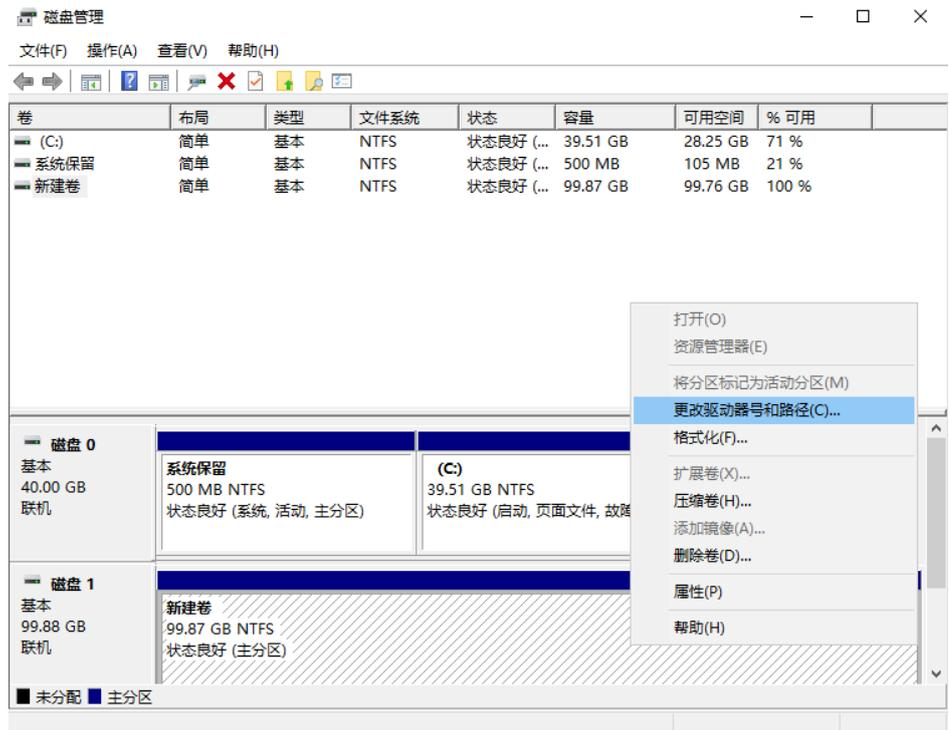 磁盘管理
文件(F) 操作(A) 查看(V) 帮助(H)
卷 布局 类型 文件系统 状态 容量 可用空间 % 可用
(C:) 简单 基本 NTFS 状态良好 (... 39.51 GB 28.25 GB 71 %
系统保留 简单 基本 NTFS 状态良好 (... 500 MB 105 MB 21 %
新建卷 简单 基本 NTFS 状态良好 (... 99.87 GB 99.76 GB 100 %
打开(O)
资源管理器(E)
将分区标记为活动分区(M)
更改驱动器号和路径(C)...
格式化(F)...
扩展卷(X)...
压缩卷(H)...
添加镜像(A)...
删除卷(D)...
属性(P)
帮助(H)
磁盘 0
基本
40.00 GB
联机
系统保留
500 MB NTFS
状态良好 (系统, 活动, 主分区)
(C:)
39.51 GB NTFS
状态良好 (启动, 页面文件, 故障
磁盘 1
基本
99.88 GB
联机
新建卷
99.87 GB NTFS
状态良好 (主分区)
未分配 主分区